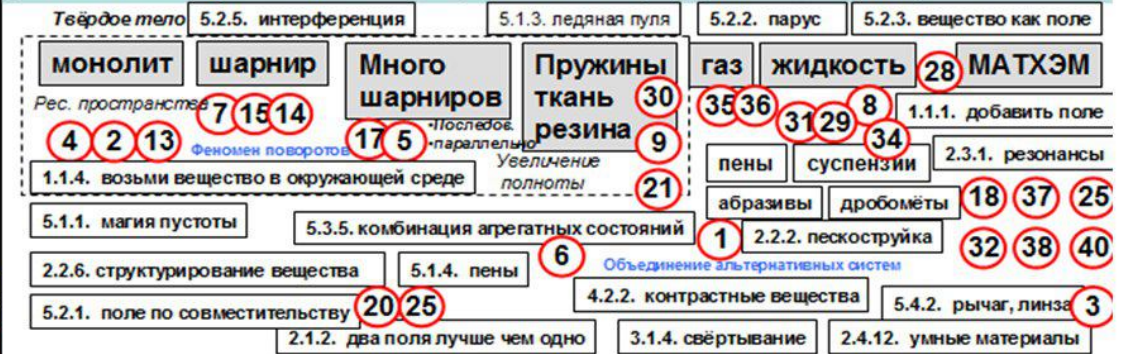 Твёрдое тело 5.2.5. интерференция 5.1.3. ледяная пуля 5.2.2. парус 5.2.3. вещество как поле
монолит шарнир Много шарниров Пружины ткань резина газ жидкость 28 МАТХЭМ
30
Рес. пространства 7 15 14
35 36 31 29 8 34
1.1.1. добавить поле
4 2 13
Феномен поворотов
17 5
•Последов.
•параллельно
9
Увеличение
полноты
21
пены суспензии 2.3.1. резонансы
1.1.4. возьми вещество в окружающей среде
абразивы дробомёты 18 37 25
5.1.1. магия пустоты
5.3.5. комбинация агрегатных состояний
1 2.2.2. пескоструйка
32 38 40
6
Объединение альтернативных систем
2.2.6. структурирование вещества 5.1.4. пены
4.2.2. контрастные вещества
5.4.2. рычаг, линза 3
5.2.1. поле по совместительству 20 25
2.1.2. два поля лучше чем одно 3.1.4. свёртывание 2.4.12. умные материалы